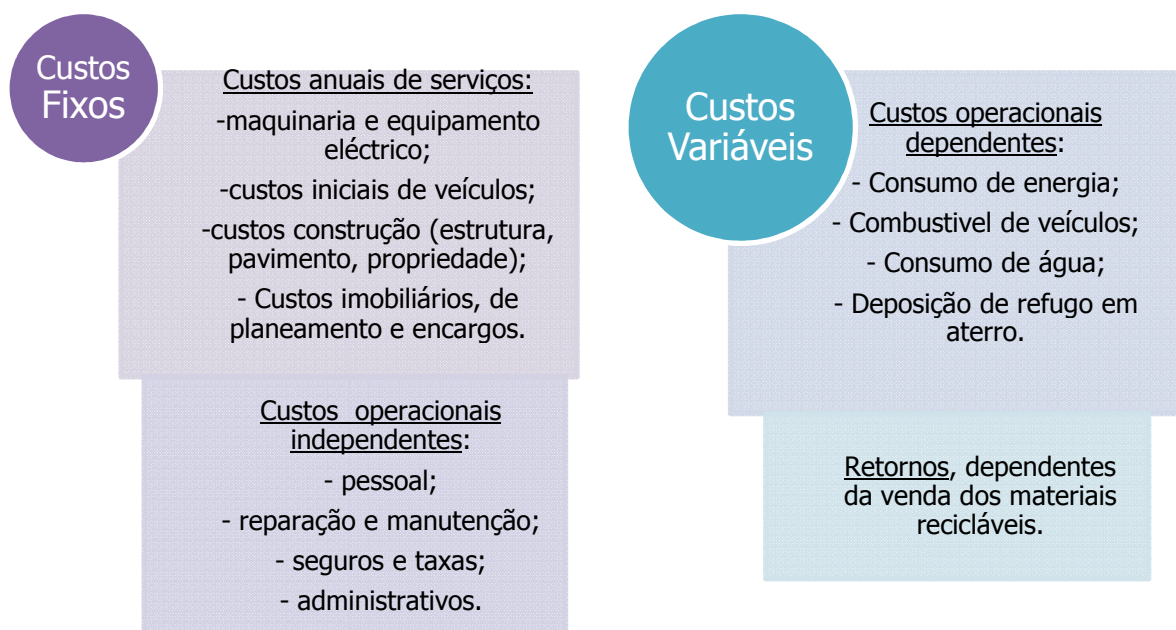 Custos
Fixos
Custos anuais de serviços:
-maquinaria e equipamento
eléctrico;
-custos iniciais de veículos;
-custos construção (estrutura,
pavimento, propriedade);
- Custos imobiliários, de
planeamento e encargos.
Custos operacionais
independentes:
- pessoal;
- reparação e manutenção;
- seguros e taxas;
- administrativos.
Custos
Variáveis
Custos operacionais
dependentes:
- Consumo de energia;
- Combustivel de veículos;
- Consumo de água;
- Deposição de refugo em
aterro.
Retornos, dependentes
da venda dos materiais
recicláveis.